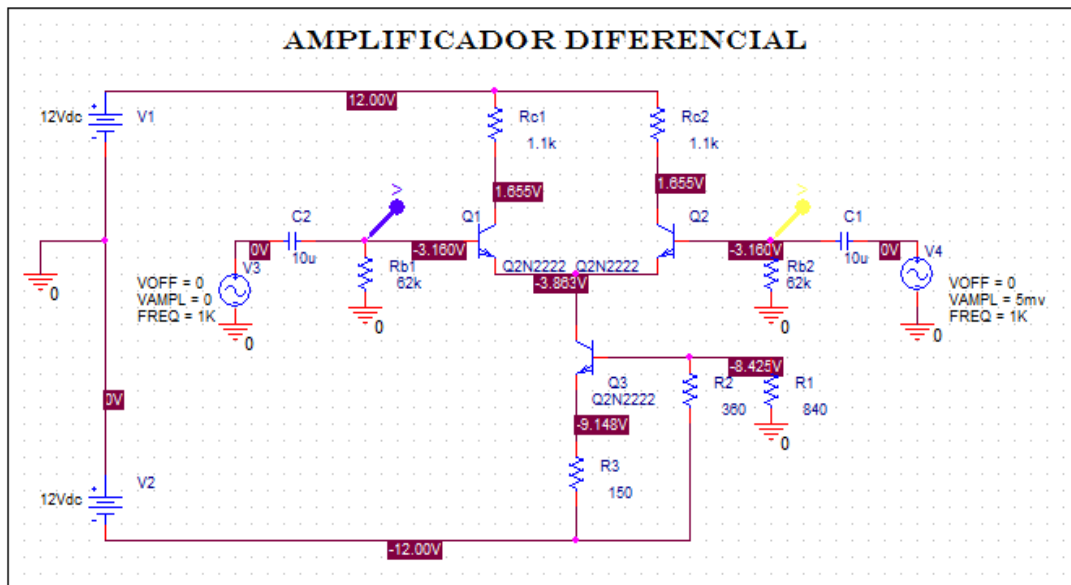 AMPLIFICADOR DIFERENCIAL
12Vdc
V1
12.00V
Rc1
1.1k
Rc2
1.1k
1.655V
1.655V
C2
10u
0V
V3
VOFF = 0
VAMPL = 0
FREQ = 1K
0
0
V
-3.160V
Rb1
62k
0
Q1
Q2N2222
Q2
Q2N2222
-3.863V
V
-3.160V
Rb2
62k
0
C1
10u
0V
V4
VOFF = 0
VAMPL = 5mv
FREQ = 1K
0
Q3
Q2N2222
-8.425V
R2
360
R1
840
0
0V
-9.148V
R3
150
12Vdc
V2
-12.00V